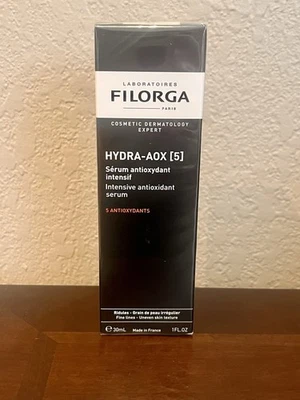 LABORATOIRES
FILORGA
PARIS
COSMETIC DERMATOLOGY
EXPERT
HYDRA-AOX [5]
Sérum antioxydant
intensif
Intensive antioxidant
serum
5 ANTIOXYDANTS
Ridules - Grain de peau irrégulier
Fine lines - Uneven skin texture
℮30mL Made in France 1FL.OZ